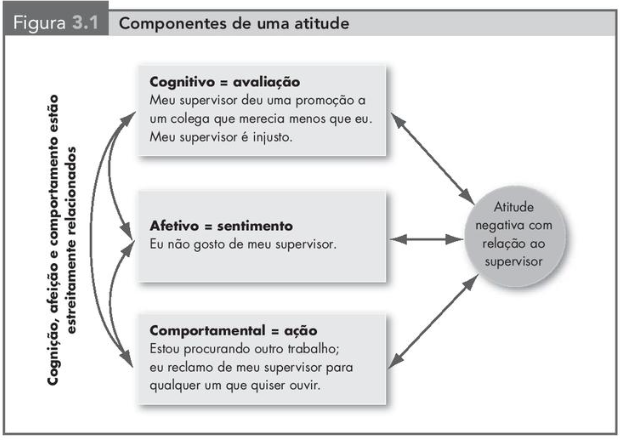 Figura 3.1 Componentes de uma atitude
Cognição, afeição e comportamento estão
estreitamente relacionados
Cognitivo = avaliação
Meu supervisor deu uma promoção a
um colega que merecia menos que eu.
Meu supervisor é injusto.
Afetivo = sentimento
Eu não gosto de meu supervisor.
Comportamental = ação
Estou procurando outro trabalho;
eu reclamo de meu supervisor para
qualquer um que quiser ouvir.
Atitude
negativa com
relação ao
supervisor